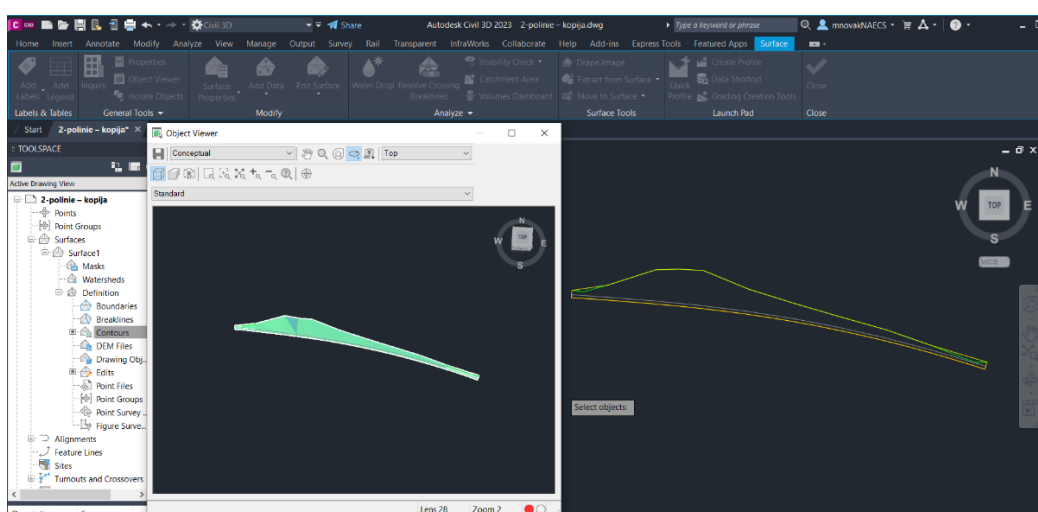 C C3D Civil 3D Share Autodesk Civil 3D 2023 2-polinie – kopija.dwg Type a keyword or phrase mnovakNAECS
Home Insert Annotate Modify Analyze View Manage Output Survey Rail Transparent InfraWorks Collaborate Help Add-ins Express Tools Featured Apps Surface
Properties Visibility Check Drape Image Create Profile
Object Viewer Catchment Area Extract from Surface Data Shortcut
Add Labels Add Legend Inquiry Isolate Objects Surface Properties Add Data Edit Surface Water Drop Resolve Crossing Breaklines Volumes Dashboard Move to Surface Quick Profile Grading Creation Tools Close
Labels & Tables General Tools Modify Analyze Surface Tools Launch Pad Close
Start 2-polinie – kopija*
Object Viewer
TOOLSPACE
Conceptual Top
Active Drawing View
Standard
2-polinie – kopija
Points
Point Groups
Surfaces
Surface1
Masks
Watersheds
Definition
Boundaries
Breaklines
Contours
DEM Files
Drawing Obj...
Edits
Point Files
Point Groups
Point Survey ...
Figure Surve...
Alignments
Feature Lines
Sites
Turnouts and Crossovers
N
W TOP E
S
Lens 28 Zoom 2
N
W TOP E
S
WCS
Select objects: